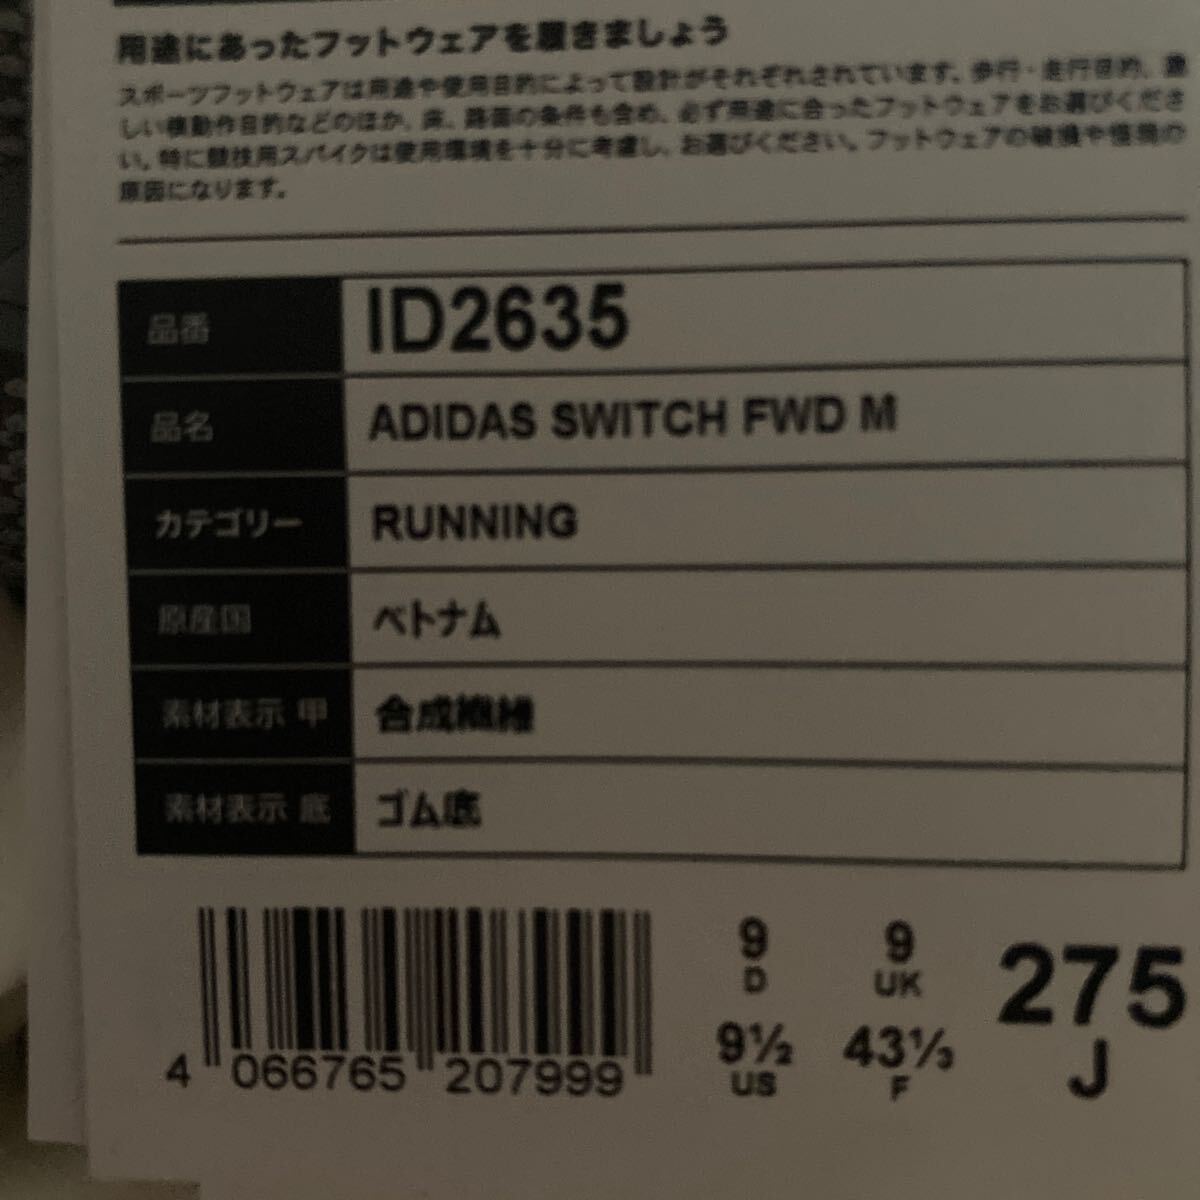 用途にあったフットウェアを履きましょう
スポーツフットウェアは用途や使用目的によって設計がそれぞれされています。歩行・走行目的、激
しい横動作目的などのほか、床、路面の条件も含め、必ず用途に合ったフットウェアをお選びくださ
い。特に競技用スパイクは使用環境を十分に考慮し、お選びください。フットウェアの破損や怪我の
原因になります。
品番 ID2635
品名 ADIDAS SWITCH FWD M
カテゴリー RUNNING
原産国 ベトナム
素材表示 甲 合成繊維
素材表示 底 ゴム底
9 9 275
D UK J
9½ 43⅓
US F
4 066765 207999